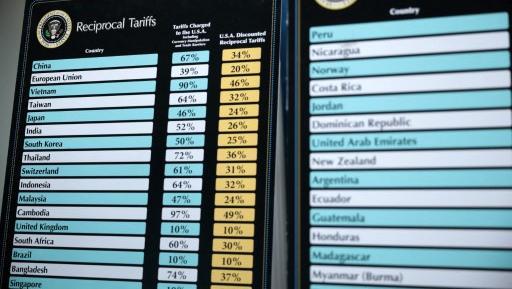 Reciprocal Tariffs
Country
Tariffs Charged
to the U.S.A.
Including
Currency Manipulation
and Trade Barriers
U.S.A. Discounted
Reciprocal Tariffs
China 67% 34%
European Union 39% 20%
Vietnam 90% 46%
Taiwan 64% 32%
Japan 46% 24%
India 52% 26%
South Korea 50% 25%
Thailand 72% 36%
Switzerland 61% 31%
Indonesia 64% 32%
Malaysia 47% 24%
Cambodia 97% 49%
United Kingdom 10% 10%
South Africa 60% 30%
Brazil 10% 10%
Bangladesh 74% 37%
Singapore
Country
Peru
Nicaragua
Norway
Costa Rica
Jordan
Dominican Republic
United Arab Emirates
New Zealand
Argentina
Ecuador
Guatemala
Honduras
Madagascar
Myanmar (Burma)